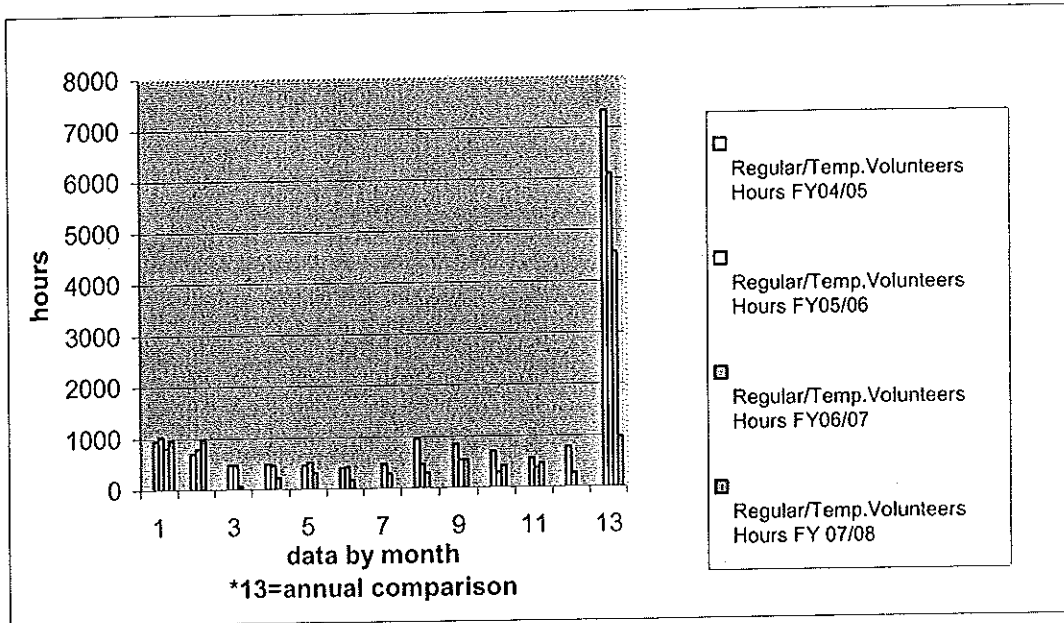 8000
7000
6000
5000
4000
3000
2000
1000
0
hours
1 3 5 7 9 11 13
data by month
*13=annual comparison
Regular/Temp.Volunteers
Hours FY04/05
Regular/Temp.Volunteers
Hours FY05/06
Regular/Temp.Volunteers
Hours FY06/07
Regular/Temp.Volunteers
Hours FY 07/08